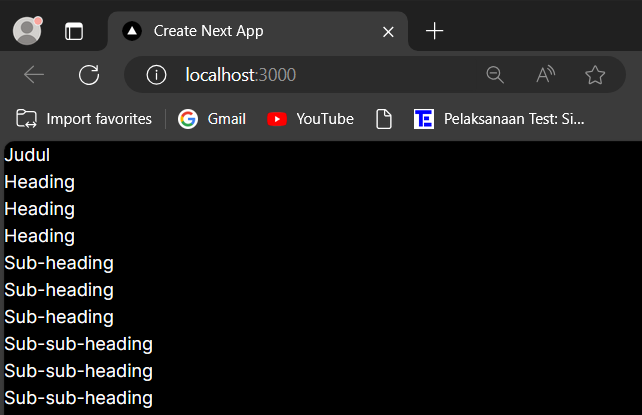 Create Next App
localhost:3000
Import favorites Gmail YouTube Pelaksanaan Test: Si...
Judul
Heading
Heading
Heading
Sub-heading
Sub-heading
Sub-heading
Sub-sub-heading
Sub-sub-heading
Sub-sub-heading